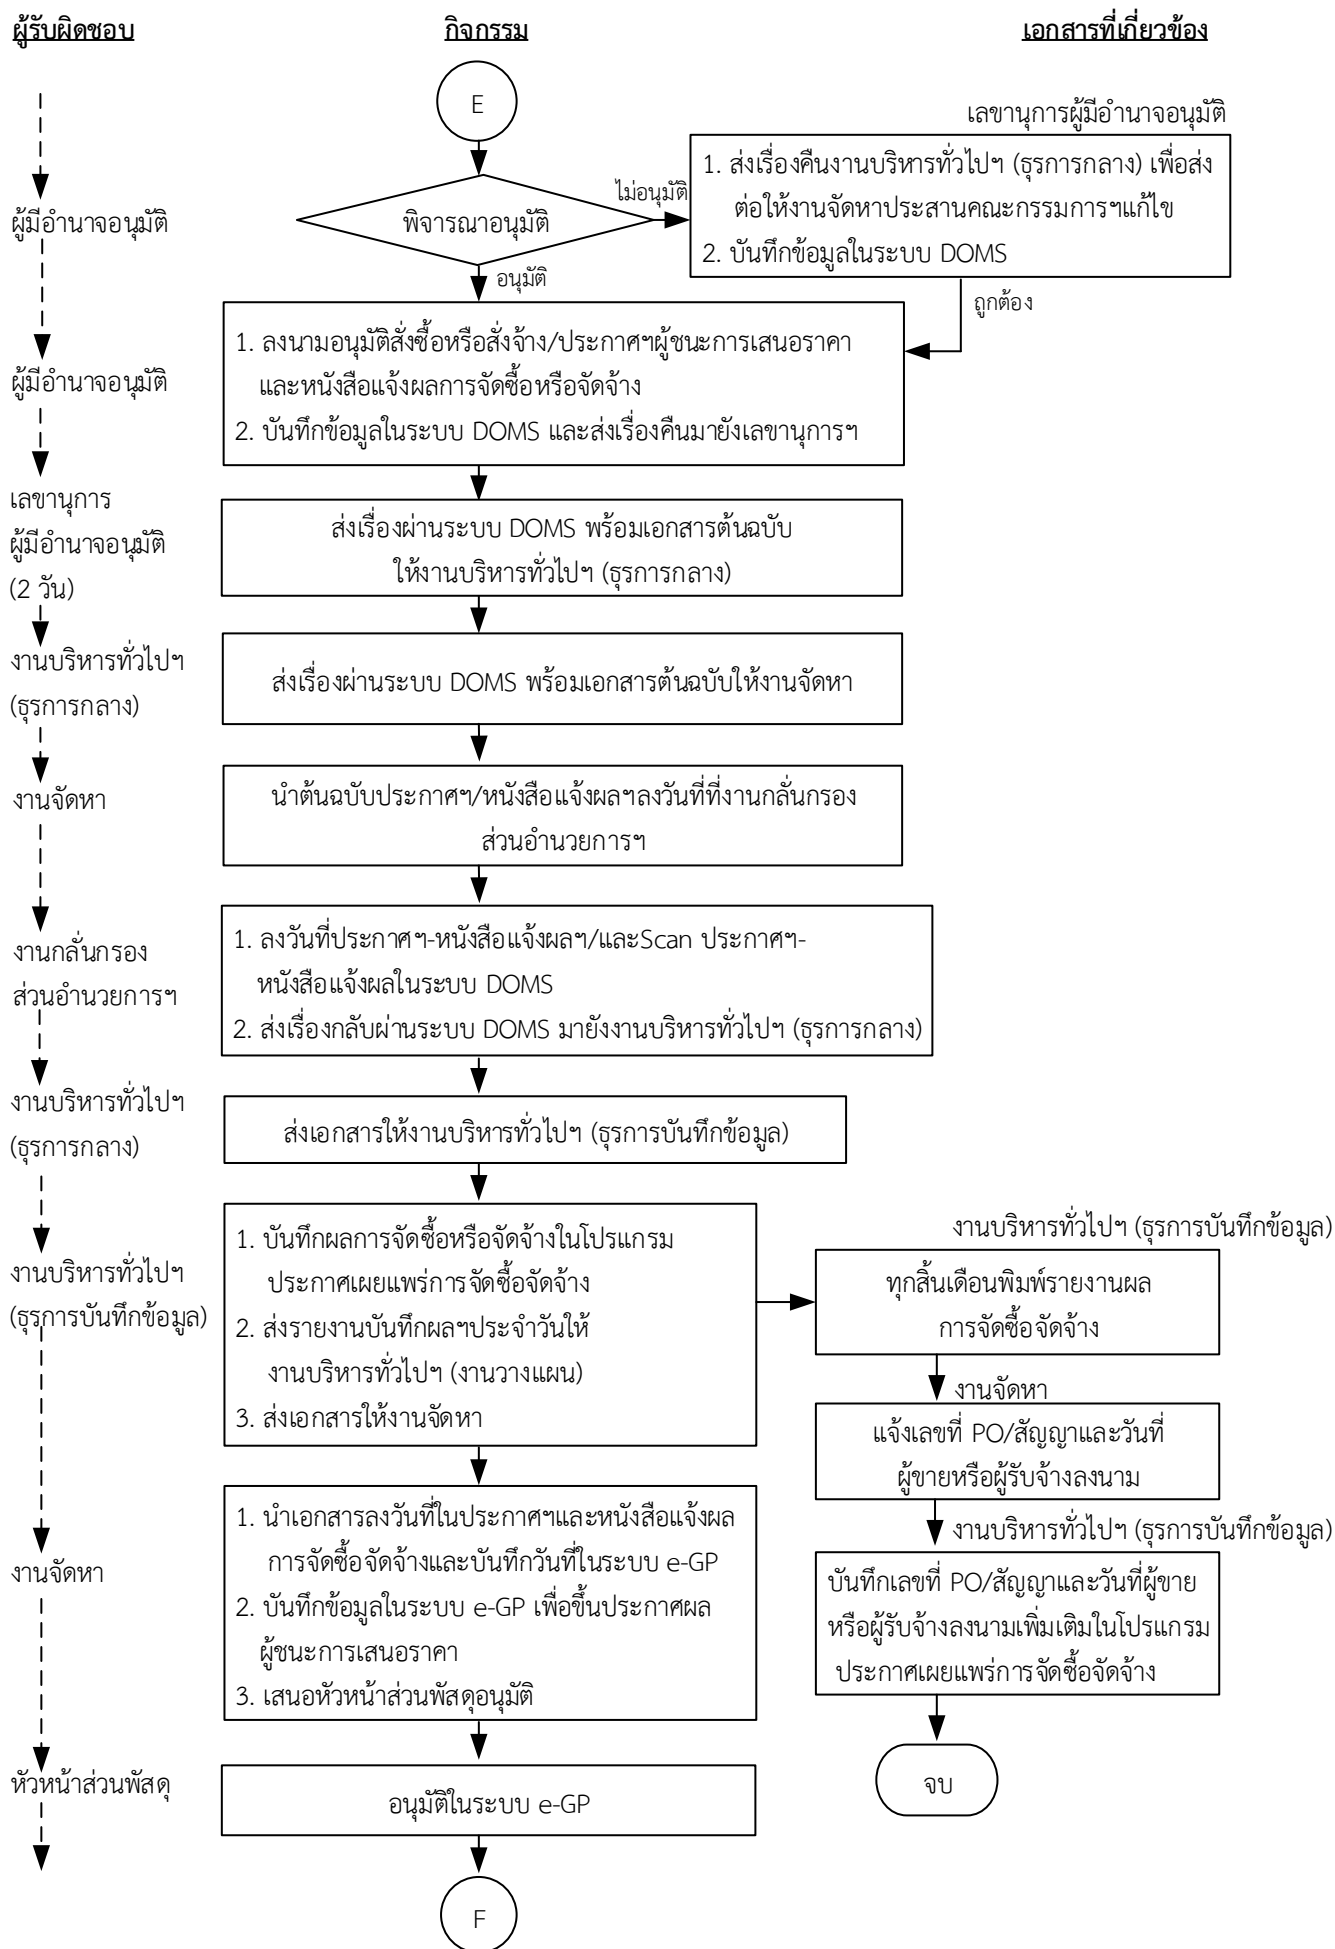 ผู้รับผิดชอบ
กิจกรรม
เอกสารที่เกี่ยวข้อง
E
เลขานุการผู้มีอำนาจอนุมัติ
ผู้มีอำนาจอนุมัติ
พิจารณาอนุมัติ
ไม่อนุมัติ
1. ส่งเรื่องคืนงานบริหารทั่วไปฯ (ธุรการกลาง) เพื่อส่ง
ต่อให้งานจัดหาประสานคณะกรรมการฯแก้ไข
2. บันทึกข้อมูลในระบบ DOMS
อนุมัติ
ถูกต้อง
ผู้มีอำนาจอนุมัติ
1. ลงนามอนุมัติสั่งซื้อหรือสั่งจ้าง/ประกาศฯผู้ชนะการเสนอราคา
และหนังสือแจ้งผลการจัดซื้อหรือจัดจ้าง
2. บันทึกข้อมูลในระบบ DOMS และส่งเรื่องคืนมายังเลขานุการฯ
เลขานุการ
ผู้มีอำนาจอนุมัติ
(2 วัน)
ส่งเรื่องผ่านระบบ DOMS พร้อมเอกสารต้นฉบับ
ให้งานบริหารทั่วไปฯ (ธุรการกลาง)
งานบริหารทั่วไปฯ
(ธุรการกลาง)
ส่งเรื่องผ่านระบบ DOMS พร้อมเอกสารต้นฉบับให้งานจัดหา
งานจัดหา
นำต้นฉบับประกาศฯ/หนังสือแจ้งผลฯลงวันที่ที่งานกลั่นกรอง
ส่วนอำนวยการฯ
งานกลั่นกรอง
ส่วนอำนวยการฯ
1. ลงวันที่ประกาศฯ-หนังสือแจ้งผลฯ/และScan ประกาศฯ-
หนังสือแจ้งผลในระบบ DOMS
2. ส่งเรื่องกลับผ่านระบบ DOMS มายังงานบริหารทั่วไปฯ (ธุรการกลาง)
งานบริหารทั่วไปฯ
(ธุรการกลาง)
ส่งเอกสารให้งานบริหารทั่วไปฯ (ธุรการบันทึกข้อมูล)
งานบริหารทั่วไปฯ
(ธุรการบันทึกข้อมูล)
1. บันทึกผลการจัดซื้อหรือจัดจ้างในโปรแกรม
ประกาศเผยแพร่การจัดซื้อจัดจ้าง
2. ส่งรายงานบันทึกผลฯประจำวันให้
งานบริหารทั่วไปฯ (งานวางแผน)
3. ส่งเอกสารให้งานจัดหา
งานบริหารทั่วไปฯ (ธุรการบันทึกข้อมูล)
ทุกสิ้นเดือนพิมพ์รายงานผล
การจัดซื้อจัดจ้าง
งานจัดหา
แจ้งเลขที่ PO/สัญญาและวันที่
ผู้ขายหรือผู้รับจ้างลงนาม
งานบริหารทั่วไปฯ (ธุรการบันทึกข้อมูล)
บันทึกเลขที่ PO/สัญญาและวันที่ผู้ขาย
หรือผู้รับจ้างลงนามเพิ่มเติมในโปรแกรม
ประกาศเผยแพร่การจัดซื้อจัดจ้าง
จบ
งานจัดหา
1. นำเอกสารลงวันที่ในประกาศฯและหนังสือแจ้งผล
การจัดซื้อจัดจ้างและบันทึกวันที่ในระบบ e-GP
2. บันทึกข้อมูลในระบบ e-GP เพื่อขึ้นประกาศผล
ผู้ชนะการเสนอราคา
3. เสนอหัวหน้าส่วนพัสดุอนุมัติ
หัวหน้าส่วนพัสดุ
อนุมัติในระบบ e-GP
F